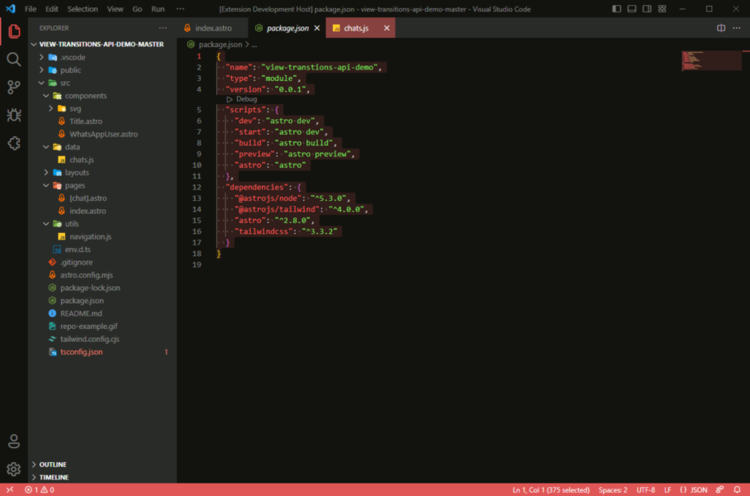 File Edit Selection View Go Run ··· [Extension Development Host] package.json - view-transitions-api-demo-master - Visual Studio Code
EXPLORER ···
index.astro package.json × chats.js ×
VIEW-TRANSITIONS-API-DEMO-MASTER
.vscode
public
src
components
svg
Title.astro
WhatsAppUser.astro
data
chats.js
layouts
pages
[chat].astro
index.astro
utils
navigation.js
env.d.ts
.gitignore
astro.config.mjs
package-lock.json
package.json
README.md
repo-example.gif
tailwind.config.cjs
tsconfig.json 1
OUTLINE
TIMELINE
package.json > ...
1 {
2 "name": "view-transtions-api-demo",
3 "type": "module",
4 "version": "0.0.1",
Debug
5 "scripts": {
6 "dev": "astro dev",
7 "start": "astro dev",
8 "build": "astro build",
9 "preview": "astro preview",
10 "astro": "astro"
11 },
12 "dependencies": {
13 "@astrojs/node": "^5.3.0",
14 "@astrojs/tailwind": "^4.0.0",
15 "astro": "^2.8.0",
16 "tailwindcss": "^3.3.2"
17 }
18 }
19
1 0 Ln 1, Col 1 (375 selected) Spaces: 2 UTF-8 LF {} JSON